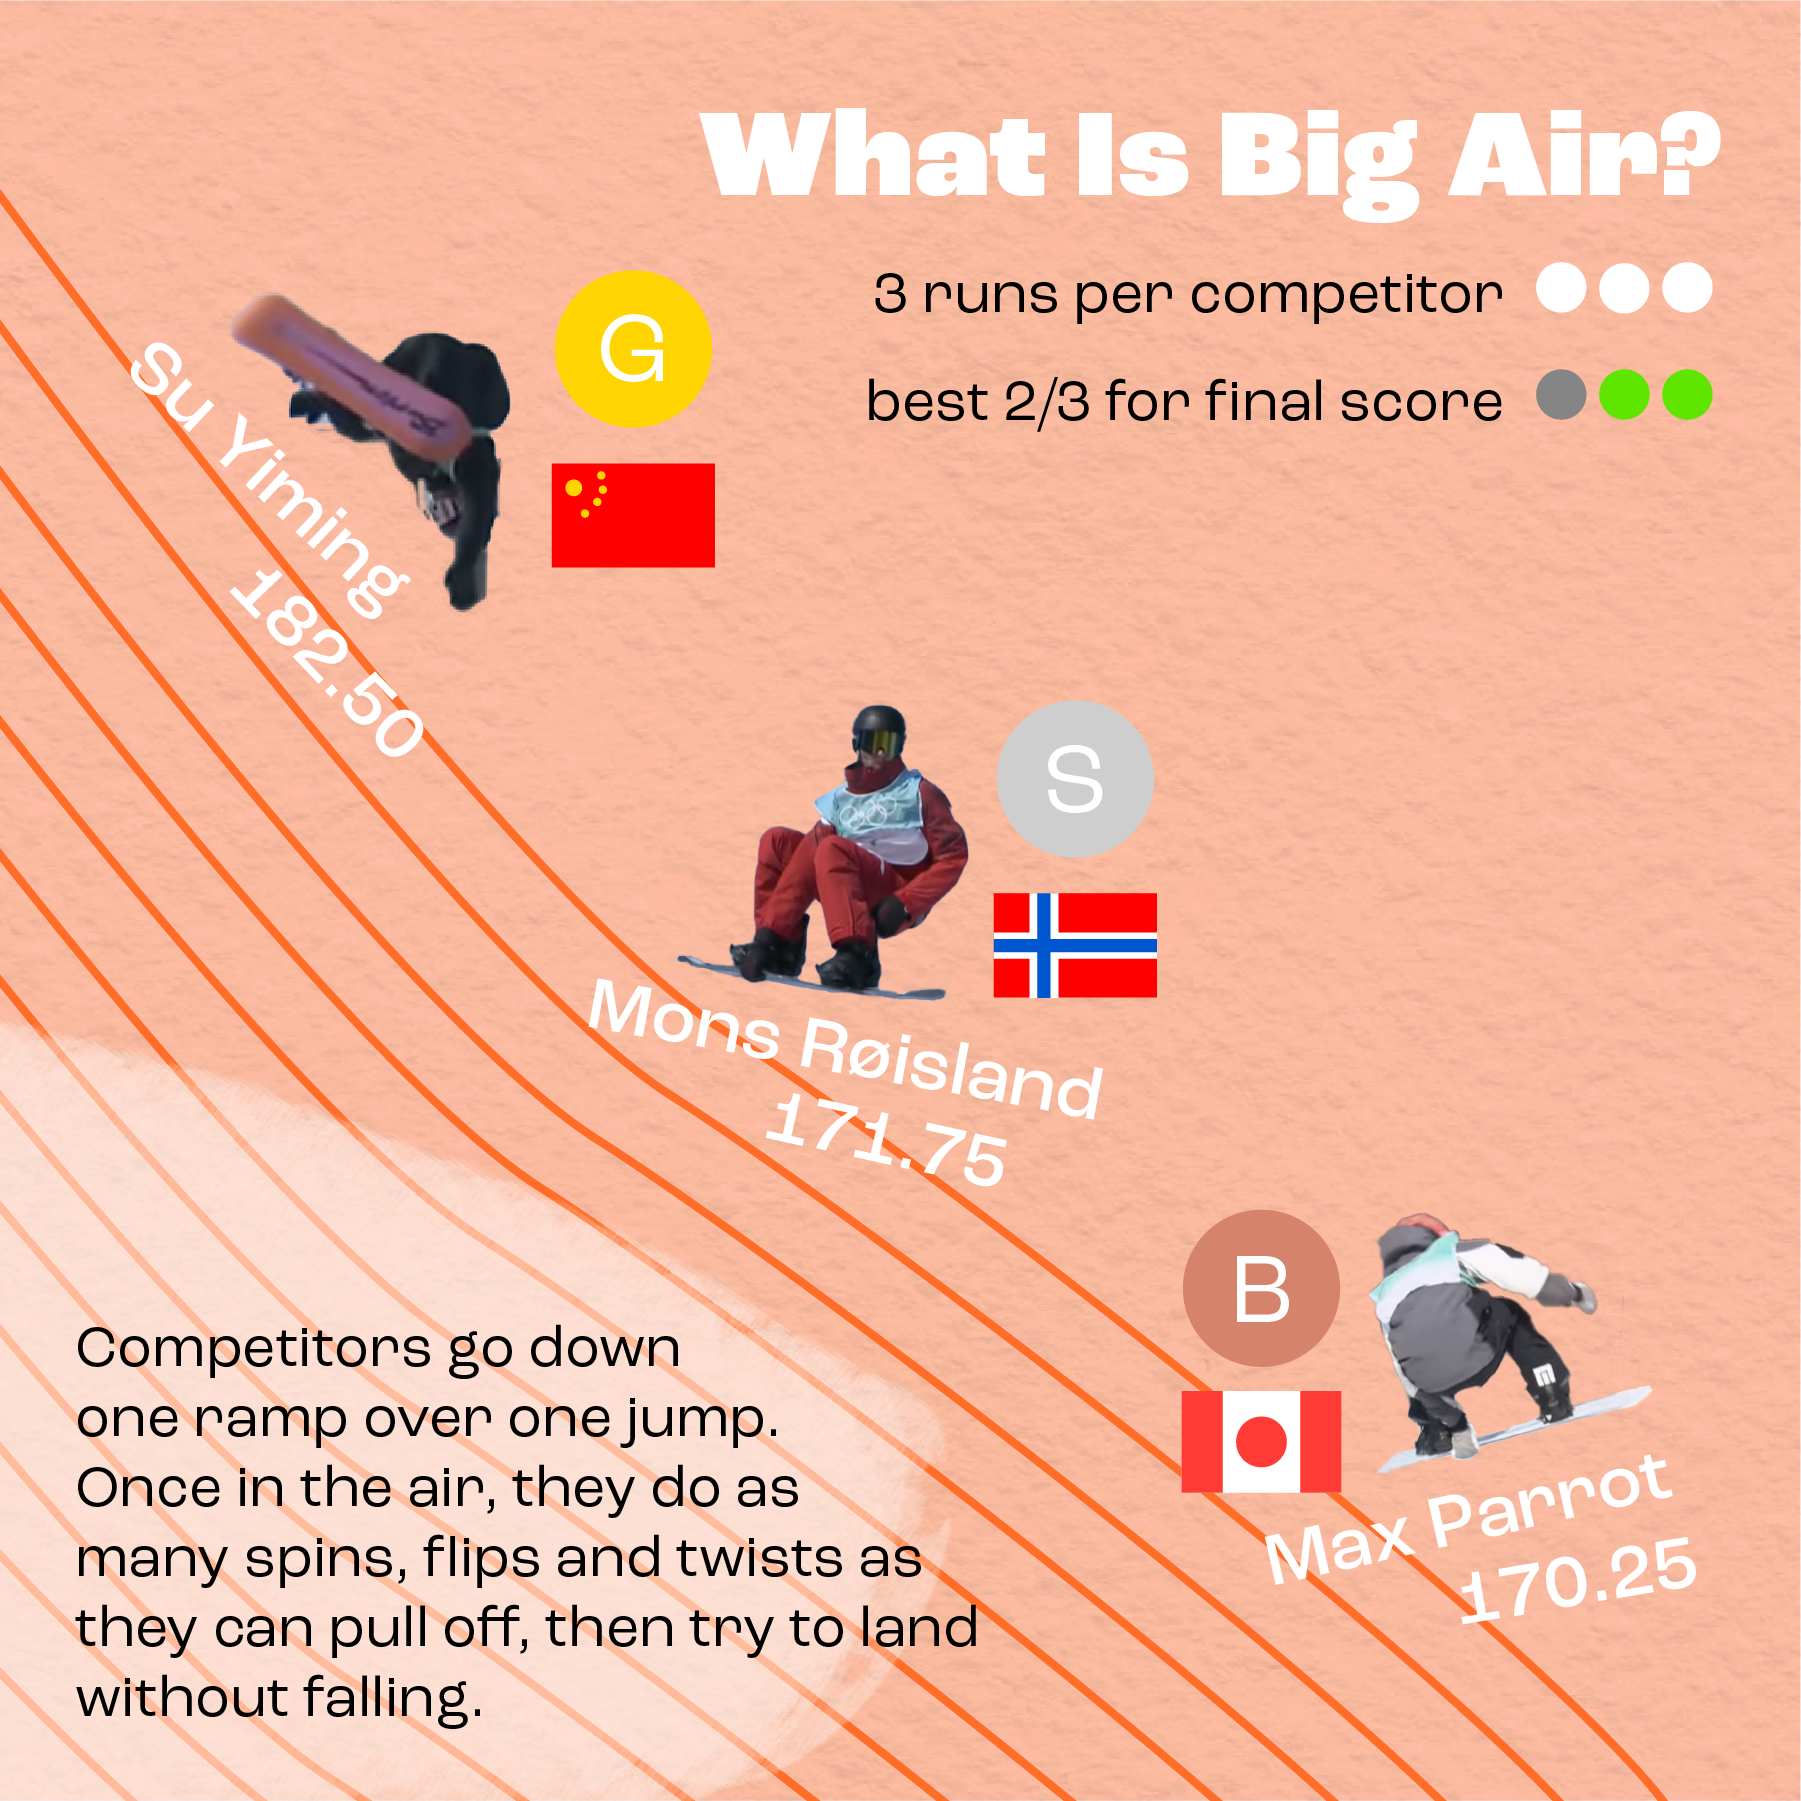 What Is Big Air?
3 runs per competitor
best 2/3 for final score
G
Su Yiming
182.50
S
Mons Røisland
171.75
B
Max Parrot
170.25
Competitors go down
one ramp over one jump.
Once in the air, they do as
many spins, flips and twists as
they can pull off, then try to land
without falling.